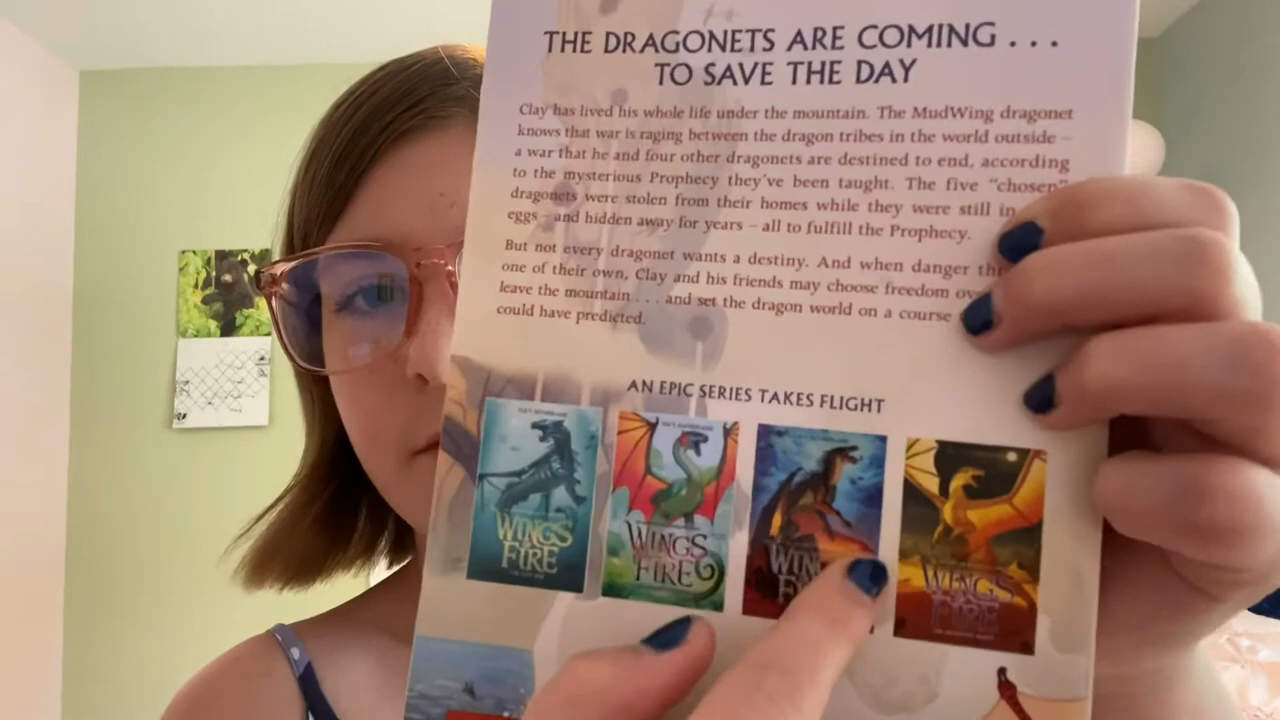 THE DRAGONETS ARE COMING . . .
TO SAVE THE DAY
Clay has lived his whole life under the mountain. The MudWing dragonet
knows that war is raging between the dragon tribes in the world outside –
a war that he and four other dragonets are destined to end, according
to the mysterious Prophecy they've been taught. The five "chosen"
dragonets were stolen from their homes while they were still in
eggs – and hidden away for years – all to fulfill the Prophecy.
But not every dragonet wants a destiny. And when danger
one of their own, Clay and his friends may choose freedom
leave the mountain . . . and set the dragon world on a course
could have predicted.
AN EPIC SERIES TAKES FLIGHT
WINGS
FIRE
WINGS
FIRE
WINGS
FIRE